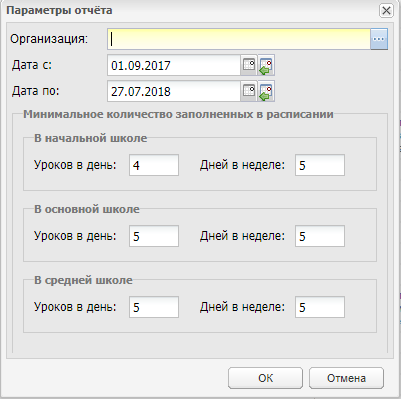 Параметры отчёта
Организация:
Дата с: 01.09.2017
Дата по: 27.07.2018
Минимальное количество заполненных в расписании
В начальной школе
Уроков в день: 4 Дней в неделе: 5
В основной школе
Уроков в день: 5 Дней в неделе: 5
В средней школе
Уроков в день: 5 Дней в неделе: 5
ОК Отмена